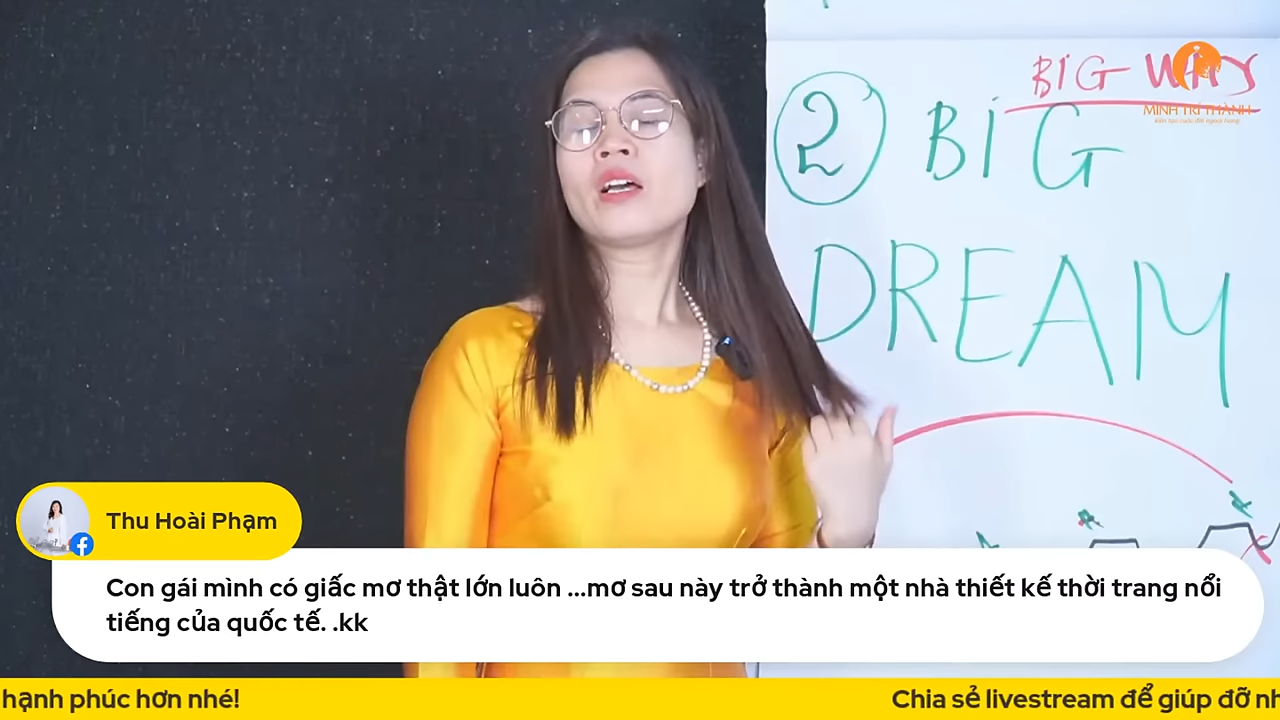 BIG WHY
MINH TRÍ THÀNH
2 BIG
DREAM
Thu Hoài Phạm
Con gái mình có giấc mơ thật lớn luôn ...mơ sau này trở thành một nhà thiết kế thời trang nổi
tiếng của quốc tế. .kk
hạnh phúc hơn nhé!
Chia sẻ livestream để giúp đỡ nh